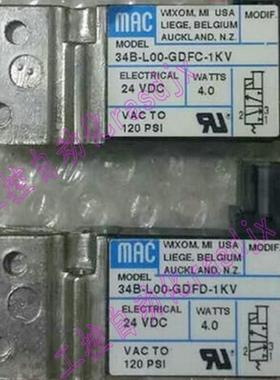 MAC
WIXOM, MI USA
LIEGE, BELGIUM
AUCKLAND, N.Z.
MODIF
MODEL
34B-L00-GDFC-1KV
ELECTRICAL
24 VDC
WATTS
4.0
VAC TO
120 PSI
MAC
WIXOM, MI USA
LIEGE, BELGIUM
AUCKLAND, N.Z.
MODIF
MODEL
34B-L00-GDFD-1KV
ELECTRICAL
24 VDC
WATTS
4.0
VAC TO
120 PSI